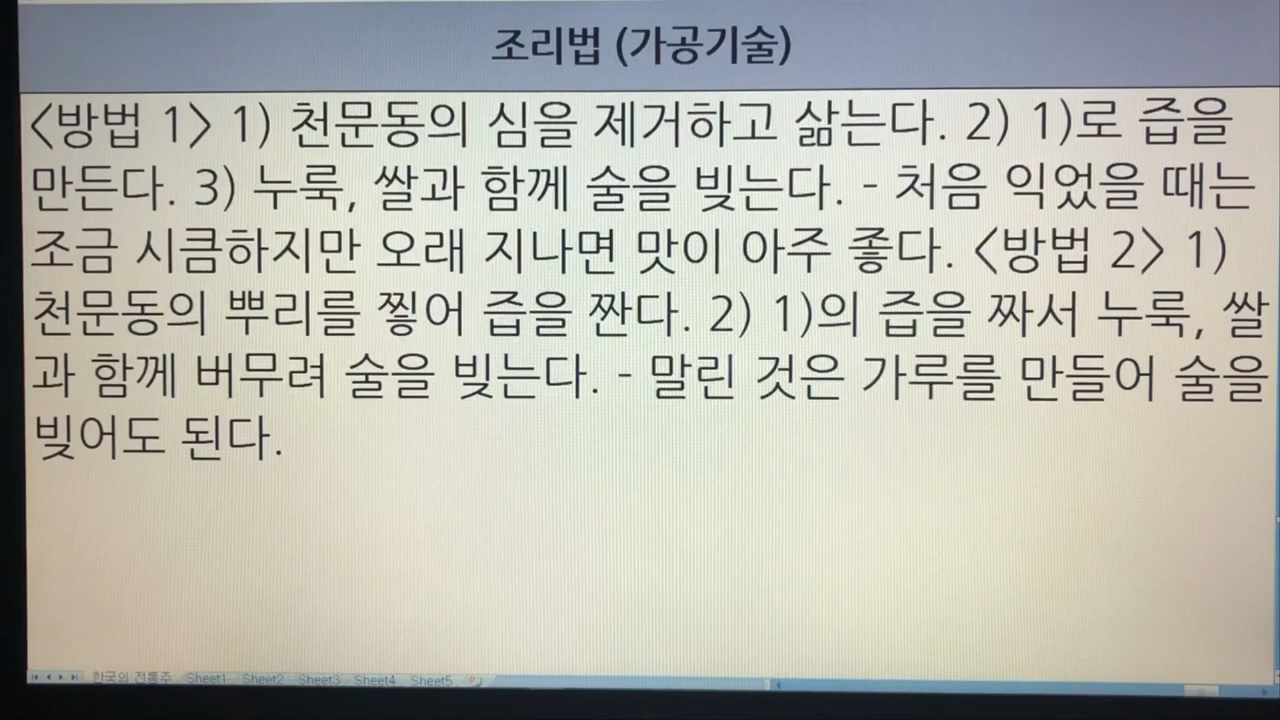 조리법 (가공기술)
<방법 1> 1) 천문동의 심을 제거하고 삶는다. 2) 1)로 즙을
만든다. 3) 누룩, 쌀과 함께 술을 빚는다. - 처음 익었을 때는
조금 시큼하지만 오래 지나면 맛이 아주 좋다. <방법 2> 1)
천문동의 뿌리를 찧어 즙을 짠다. 2) 1)의 즙을 짜서 누룩, 쌀
과 함께 버무려 술을 빚는다. - 말린 것은 가루를 만들어 술을
빚어도 된다.
한국의 전통주 Sheet1 Sheet2 Sheet3 Sheet4 Sheet5